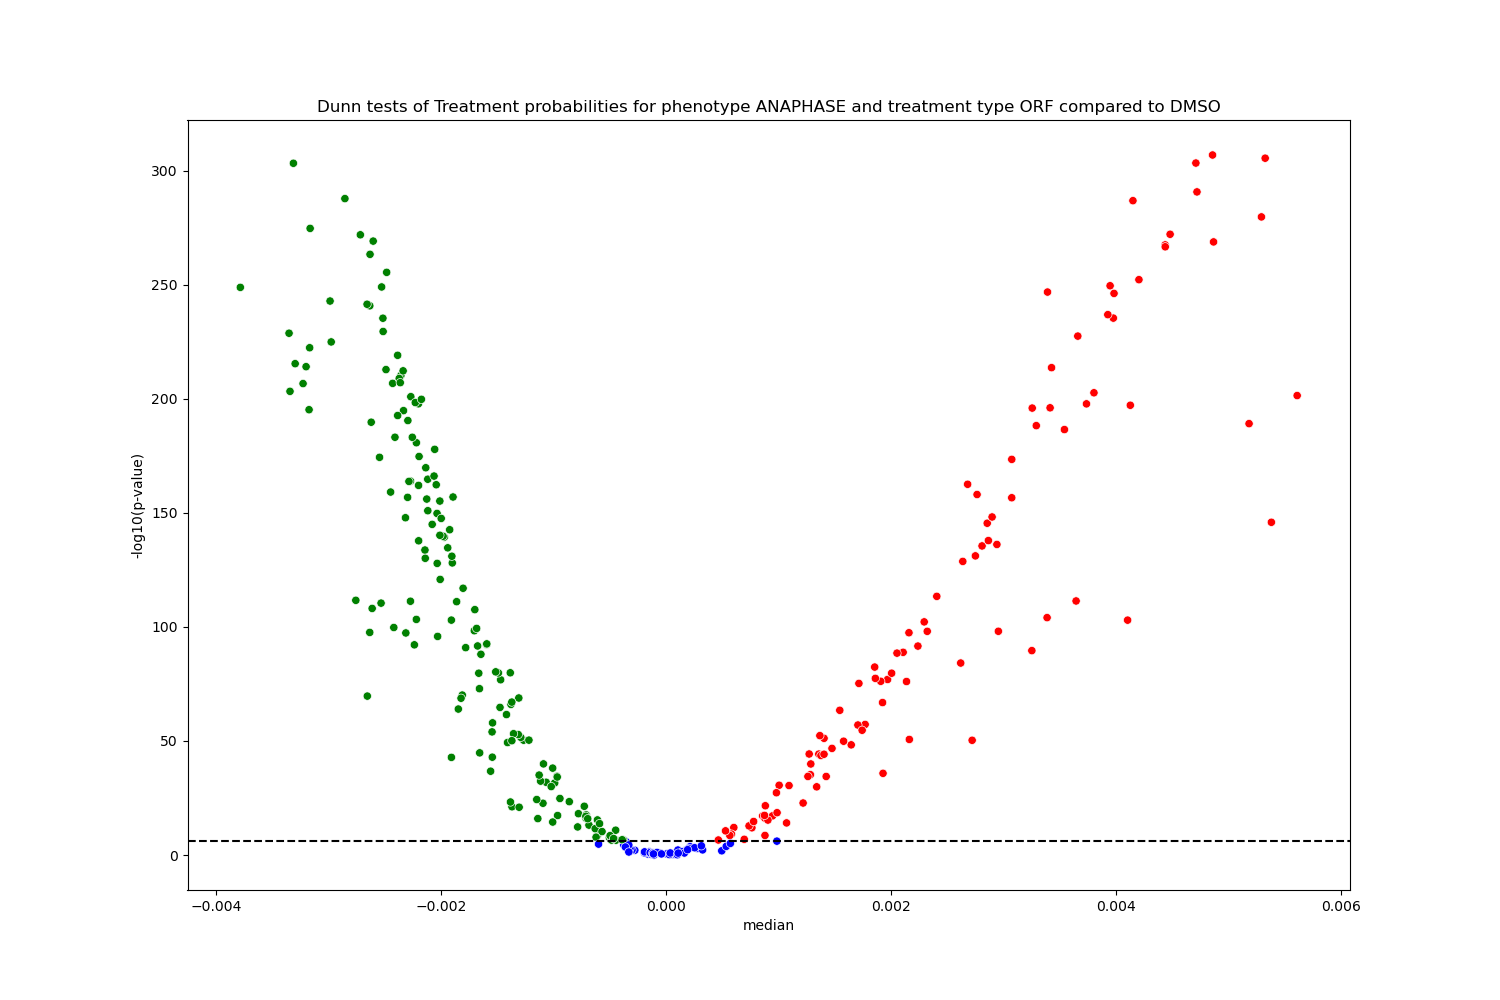 Dunn tests of Treatment probabilities for phenotype ANAPHASE and treatment type ORF compared to DMSO
300
250
200
150
100
50
0
-log10(p-value)
−0.004 −0.002 0.000 0.002 0.004 0.006
median